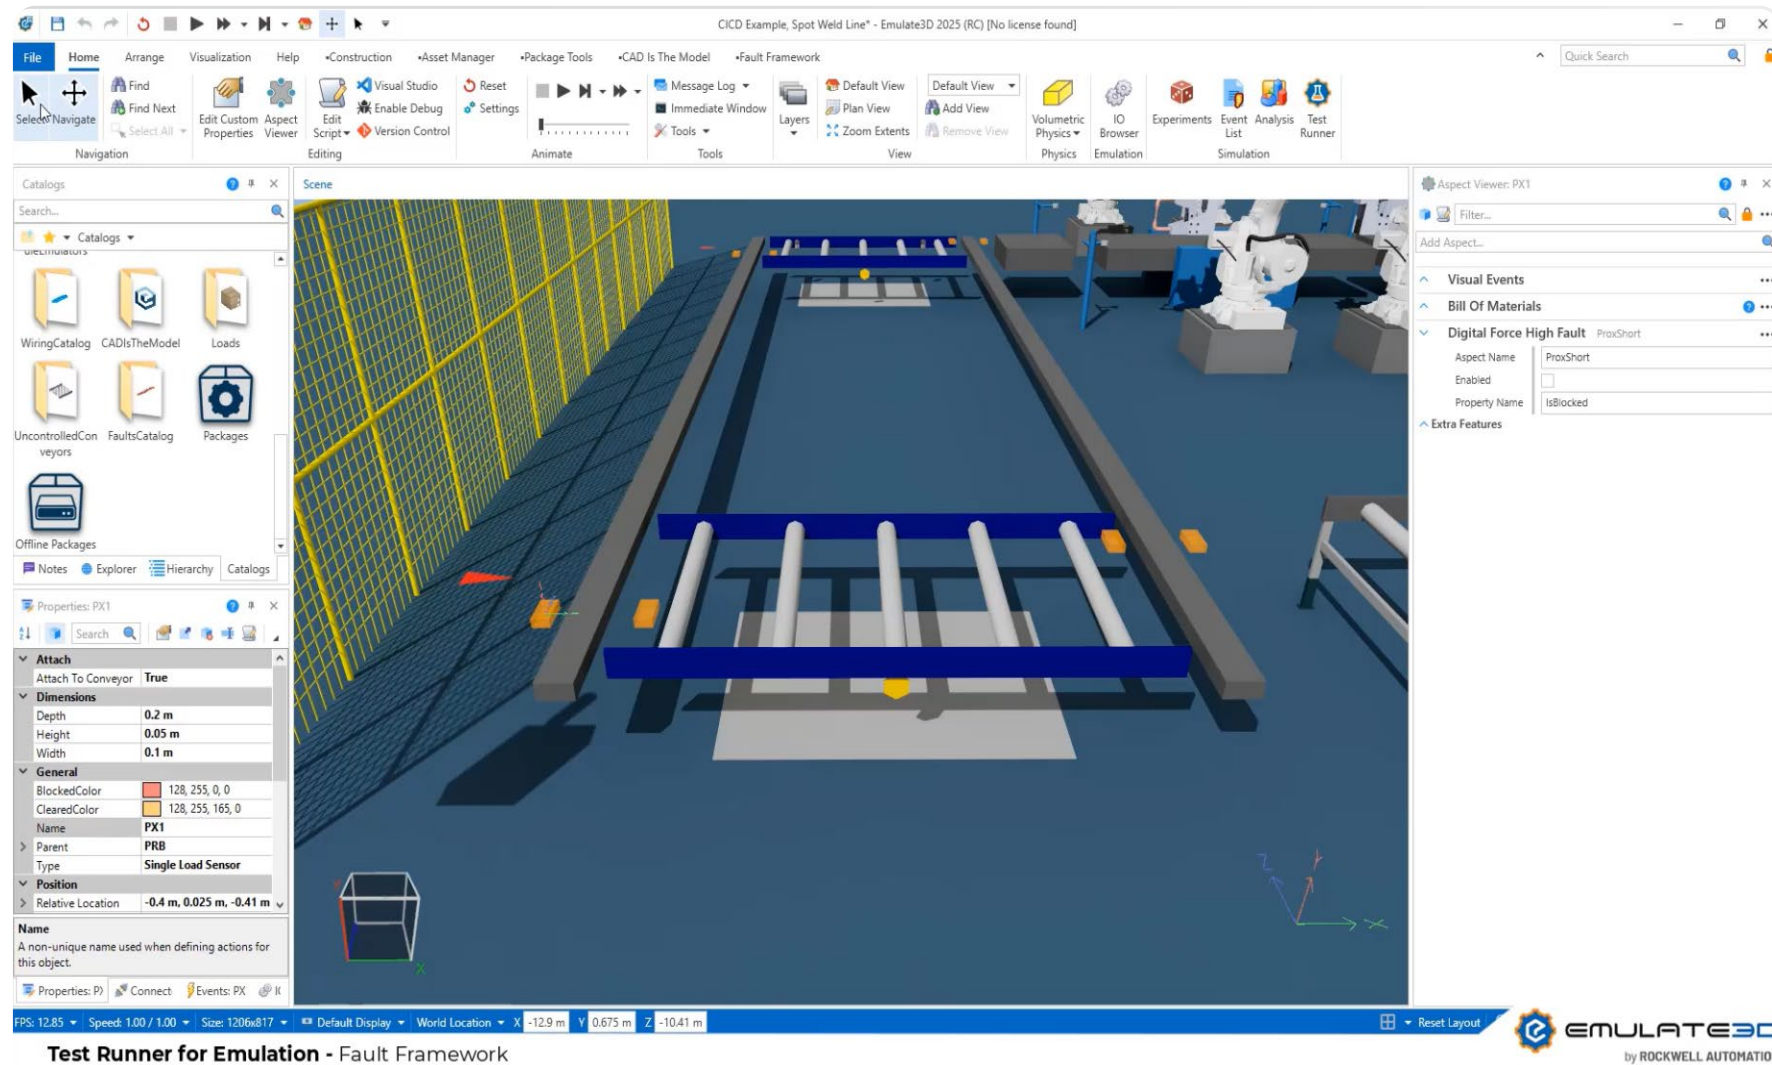 CICD Example, Spot Weld Line* - Emulate3D 2025 (RC) [No license found]
File Home Arrange Visualization Help •Construction •Asset Manager •Package Tools •CAD Is The Model •Fault Framework Quick Search
Select Navigate
Find
Find Next
Select All
Navigation
Edit Custom Properties
Aspect Viewer
Edit Script
Visual Studio
Enable Debug
Version Control
Editing
Reset
Settings
Animate
Message Log
Immediate Window
Tools
Tools
Layers
Default View
Plan View
Zoom Extents
Default View
Add View
Remove View
View
Volumetric Physics
Physics
IO Browser
Emulation
Experiments
Event List
Analysis
Test Runner
Simulation
Catalogs
Search...
Catalogs
WiringCatalog CADIsTheModel Loads
UncontrolledCon
veyors
FaultsCatalog Packages
Offline Packages
Notes Explorer Hierarchy Catalogs
Properties: PX1
Search
Attach
Attach To Conveyor True
Dimensions
Depth 0.2 m
Height 0.05 m
Width 0.1 m
General
BlockedColor 128, 255, 0, 0
ClearedColor 128, 255, 165, 0
Name PX1
Parent PRB
Type Single Load Sensor
Position
Relative Location -0.4 m, 0.025 m, -0.41 m
Name
A non-unique name used when defining actions for
this object.
Properties: P Connect Events: PX
Scene
Z Y X
Y X
Aspect Viewer: PX1
Filter...
Add Aspect...
Visual Events
Bill Of Materials
Digital Force High Fault ProxShort
Aspect Name ProxShort
Enabled
Property Name IsBlocked
Extra Features
FPS: 12.85 Speed: 1.00 / 1.00 Size: 1206x817 Default Display World Location X -12.9 m Y 0.675 m Z -10.41 m Reset Layout
Test Runner for Emulation - Fault Framework
EMULATE3D
by ROCKWELL AUTOMATIO